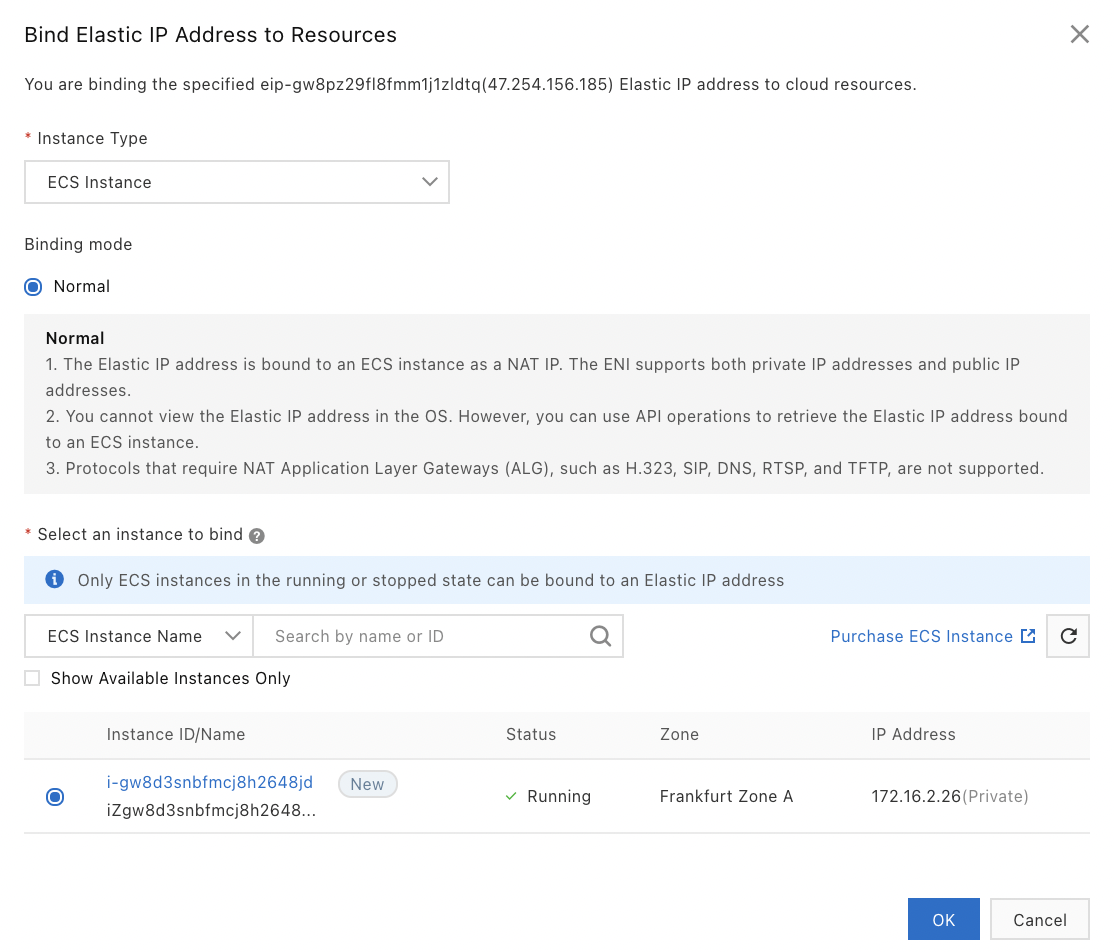 Bind Elastic IP Address to Resources
You are binding the specified eip-gw8pz29fl8fmm1j1zldtq(47.254.156.185) Elastic IP address to cloud resources.
* Instance Type
ECS Instance
Binding mode
Normal
Normal
1. The Elastic IP address is bound to an ECS instance as a NAT IP. The ENI supports both private IP addresses and public IP
addresses.
2. You cannot view the Elastic IP address in the OS. However, you can use API operations to retrieve the Elastic IP address bound
to an ECS instance.
3. Protocols that require NAT Application Layer Gateways (ALG), such as H.323, SIP, DNS, RTSP, and TFTP, are not supported.
* Select an instance to bind ?
Only ECS instances in the running or stopped state can be bound to an Elastic IP address
ECS Instance Name Search by name or ID Purchase ECS Instance
Show Available Instances Only
Instance ID/Name Status Zone IP Address
i-gw8d3snbfmcj8h2648jd New
iZgw8d3snbfmcj8h2648... Running Frankfurt Zone A 172.16.2.26(Private)
OK Cancel